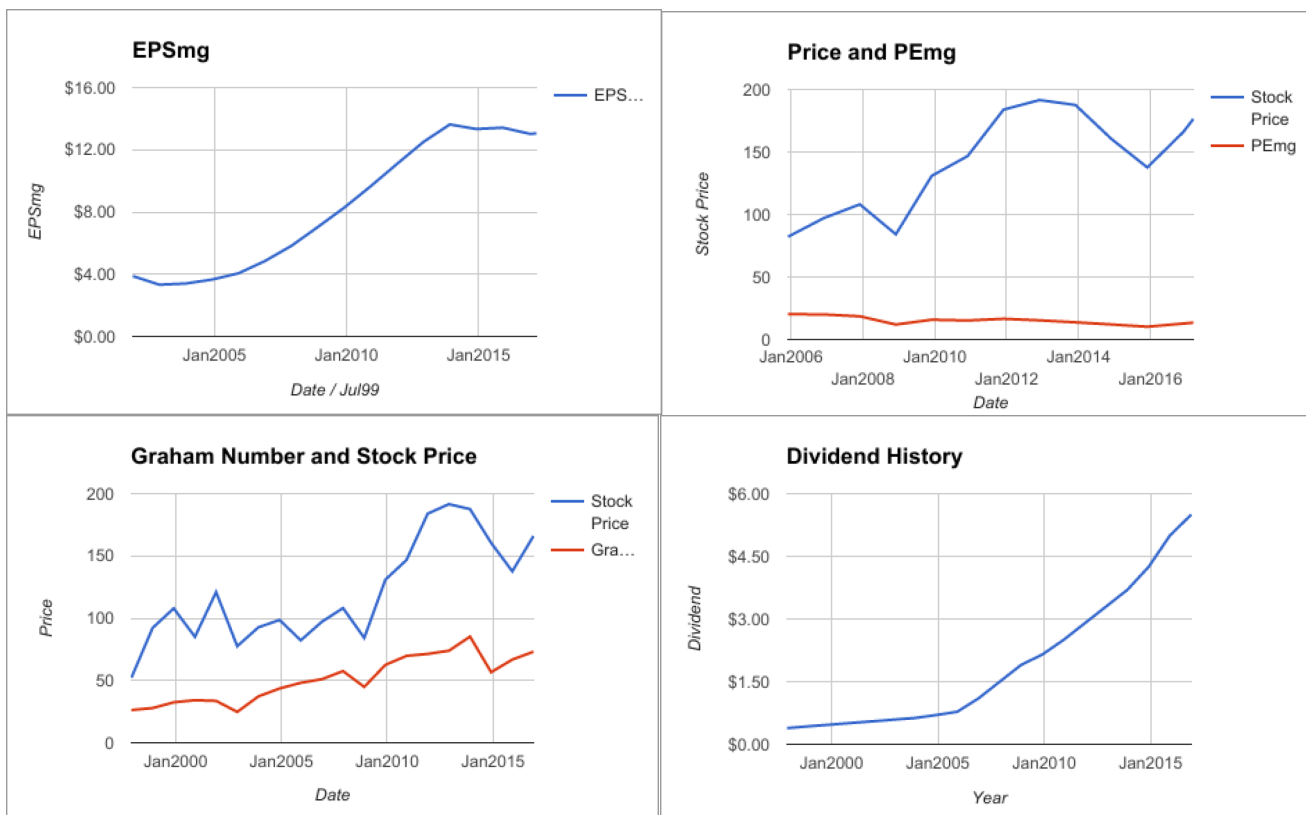 EPSmg
$16.00
$12.00
$8.00
$4.00
$0.00
EPSmg
EPS...
Jan2005
Jan2010
Jan2015
Date / Jul99
Price and PEmg
200
150
100
50
0
Stock Price
Stock
Price
PEmg
Jan2006
Jan2008
Jan2010
Jan2012
Jan2014
Jan2016
Date
Graham Number and Stock Price
200
150
100
50
0
Price
Stock
Price
Gra...
Jan2000
Jan2005
Jan2010
Jan2015
Date
Dividend History
$6.00
$4.50
$3.00
$1.50
$0.00
Dividend
Jan2000
Jan2005
Jan2010
Jan2015
Year